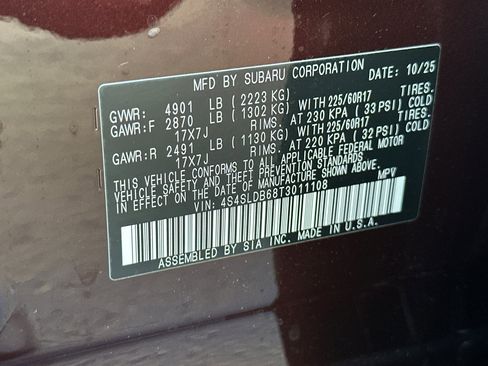 MFD BY SUBARU CORPORATION DATE: 10/25
GVWR: 4901 LB (2223 KG)
GAWR:F 2870 LB (1302 KG) WITH 225/60R17 TIRES.
17X7J RIMS. AT 230 KPA (33 PSI) COLD
GAWR:R 2491 LB (1130 KG) WITH 225/60R17 TIRES.
17X7J RIMS. AT 220 KPA (32 PSI) COLD
THIS VEHICLE CONFORMS TO ALL APPLICABLE FEDERAL MOTOR
VEHICLE SAFETY AND THEFT PREVENTION STANDARDS
IN EFFECT ON THE DATE OF MANUFACTURE SHOWN ABOVE.
VIN: 4S4SLDB68T3011108 MPV
ASSEMBLED BY SIA INC. MADE IN U.S.A.